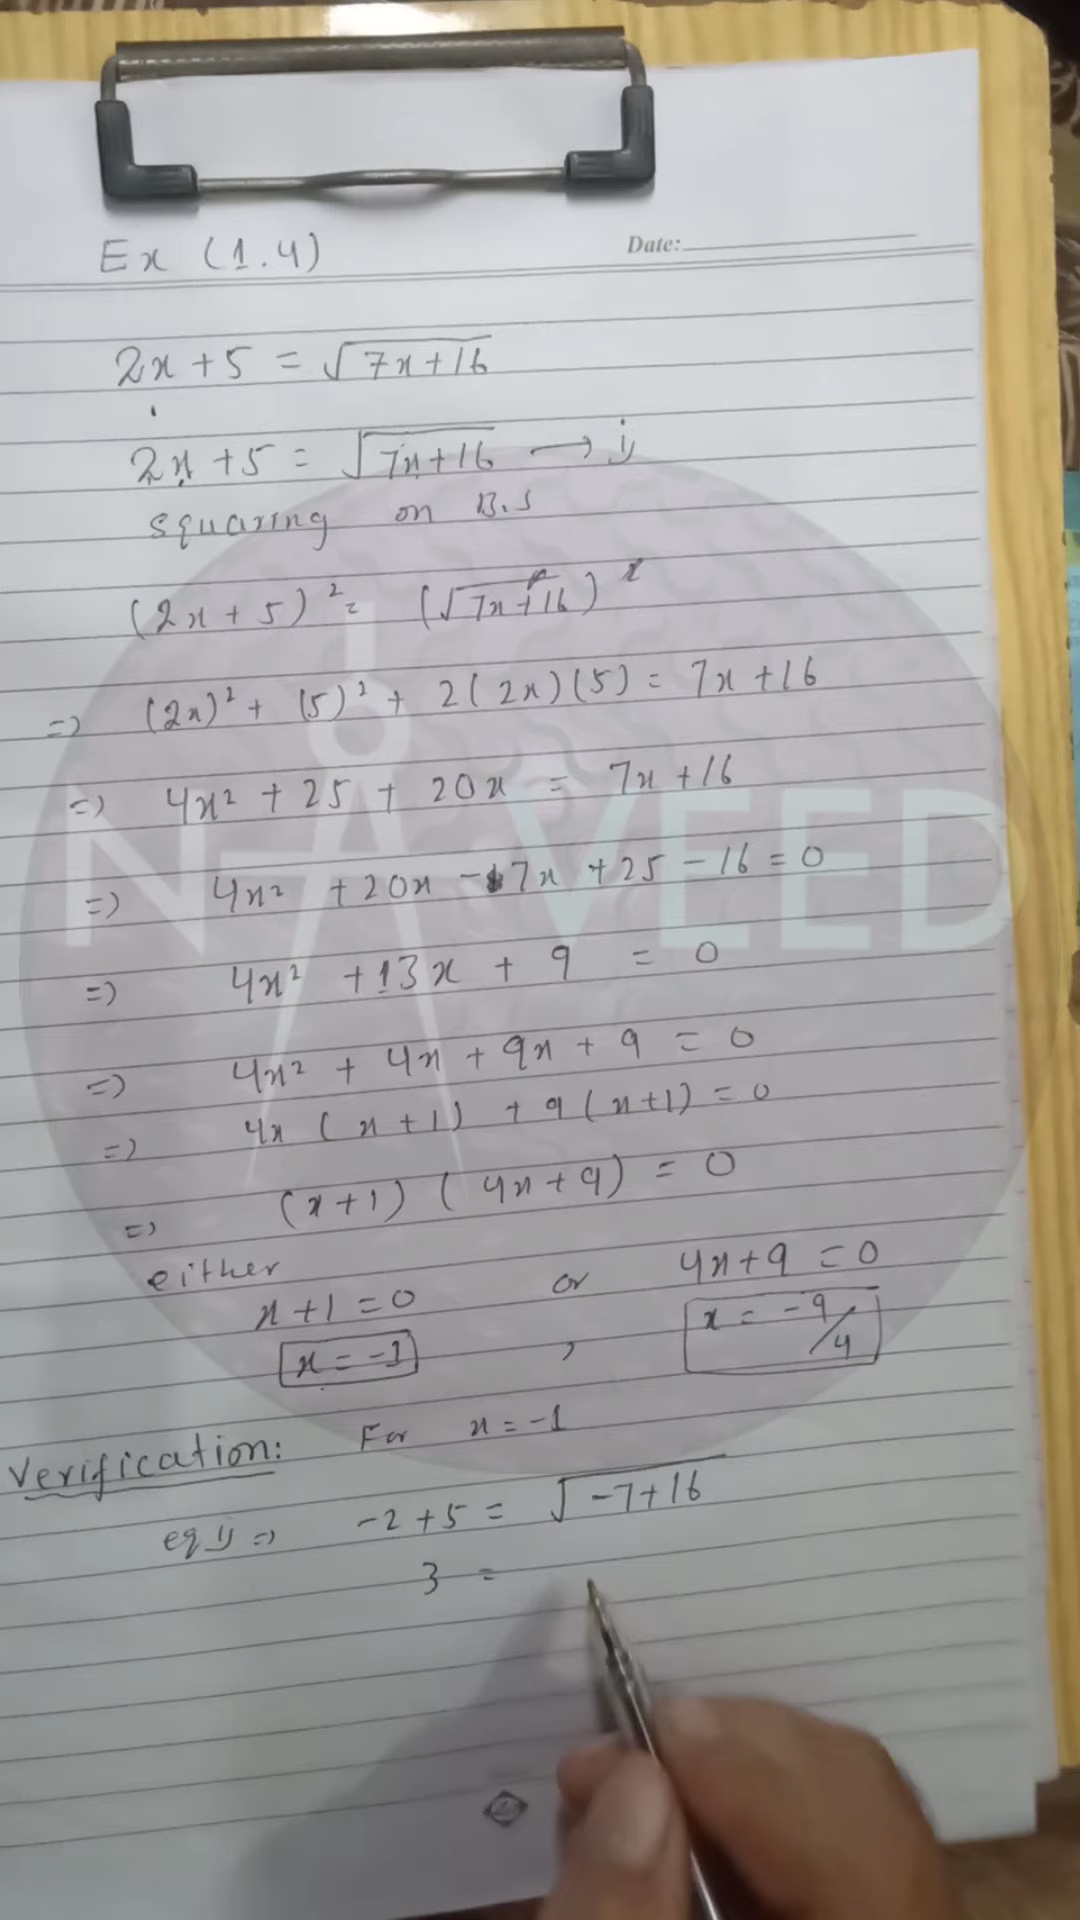 Ex (1.4)
Date:
2x + 5 = √7x + 16
2x + 5 = √7x + 16 → i)
squaring on B.S
(2x + 5)² = (√7x + 16)²
=> (2x)² + (5)² + 2(2x)(5) = 7x + 16
=> 4x² + 25 + 20x = 7x + 16
=> 4x² + 20x - 7x + 25 - 16 = 0
NAVEED
=> 4x² + 13x + 9 = 0
=> 4x² + 4x + 9x + 9 = 0
=> 4x (x + 1) + 9 (x + 1) = 0
=> (x + 1) (4x + 9) = 0
either x + 1 = 0 or 4x + 9 = 0
x = -1 , x = -9/4
Verification: For x = -1
eq i) => -2 + 5 = √-7 + 16
3 =